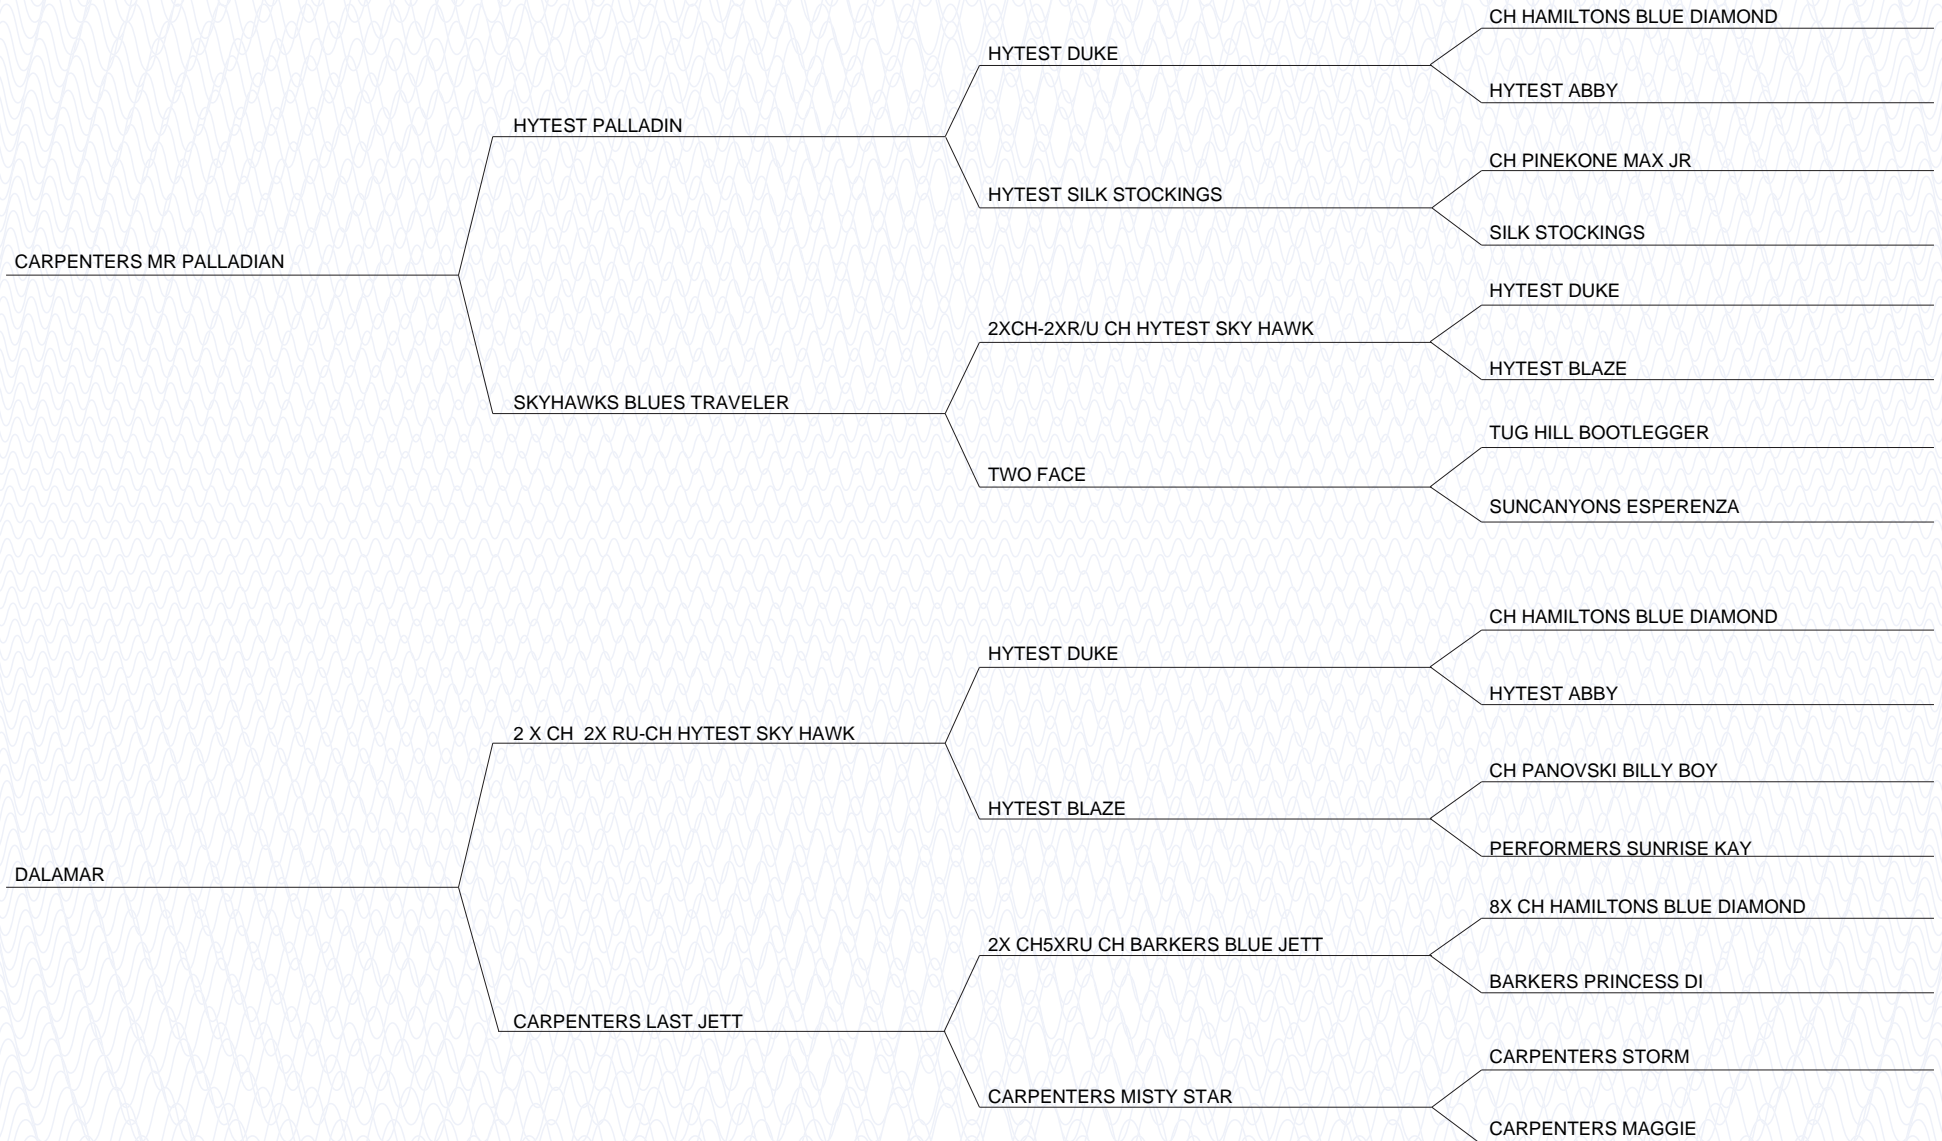 CH HAMILTONS BLUE DIAMOND
HYTEST DUKE
HYTEST ABBY
HYTEST PALLADIN
CH PINEKONE MAX JR
HYTEST SILK STOCKINGS
SILK STOCKINGS
CARPENTERS MR PALLADIAN
HYTEST DUKE
2XCH-2XR/U CH HYTEST SKY HAWK
HYTEST BLAZE
SKYHAWKS BLUES TRAVELER
TUG HILL BOOTLEGGER
TWO FACE
SUNCANYONS ESPERENZA
CH HAMILTONS BLUE DIAMOND
HYTEST DUKE
HYTEST ABBY
2 X CH  2X RU-CH HYTEST SKY HAWK
CH PANOVSKI BILLY BOY
HYTEST BLAZE
PERFORMERS SUNRISE KAY
DALAMAR
8X CH HAMILTONS BLUE DIAMOND
2X CH5XRU CH BARKERS BLUE JETT
BARKERS PRINCESS DI
CARPENTERS LAST JETT
CARPENTERS STORM
CARPENTERS MISTY STAR
CARPENTERS MAGGIE